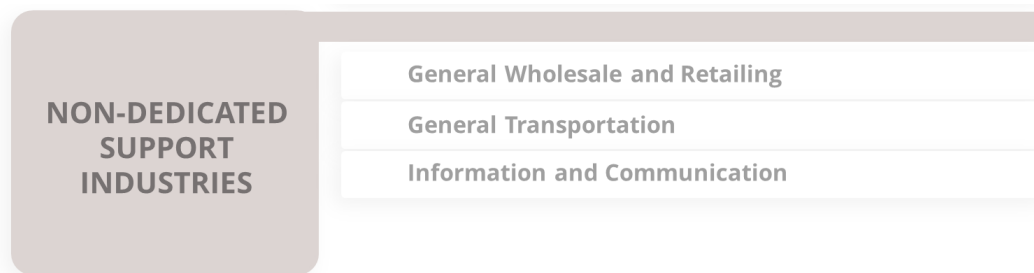 NON-DEDICATED
SUPPORT
INDUSTRIES
General Wholesale and Retailing
General Transportation
Information and Communication